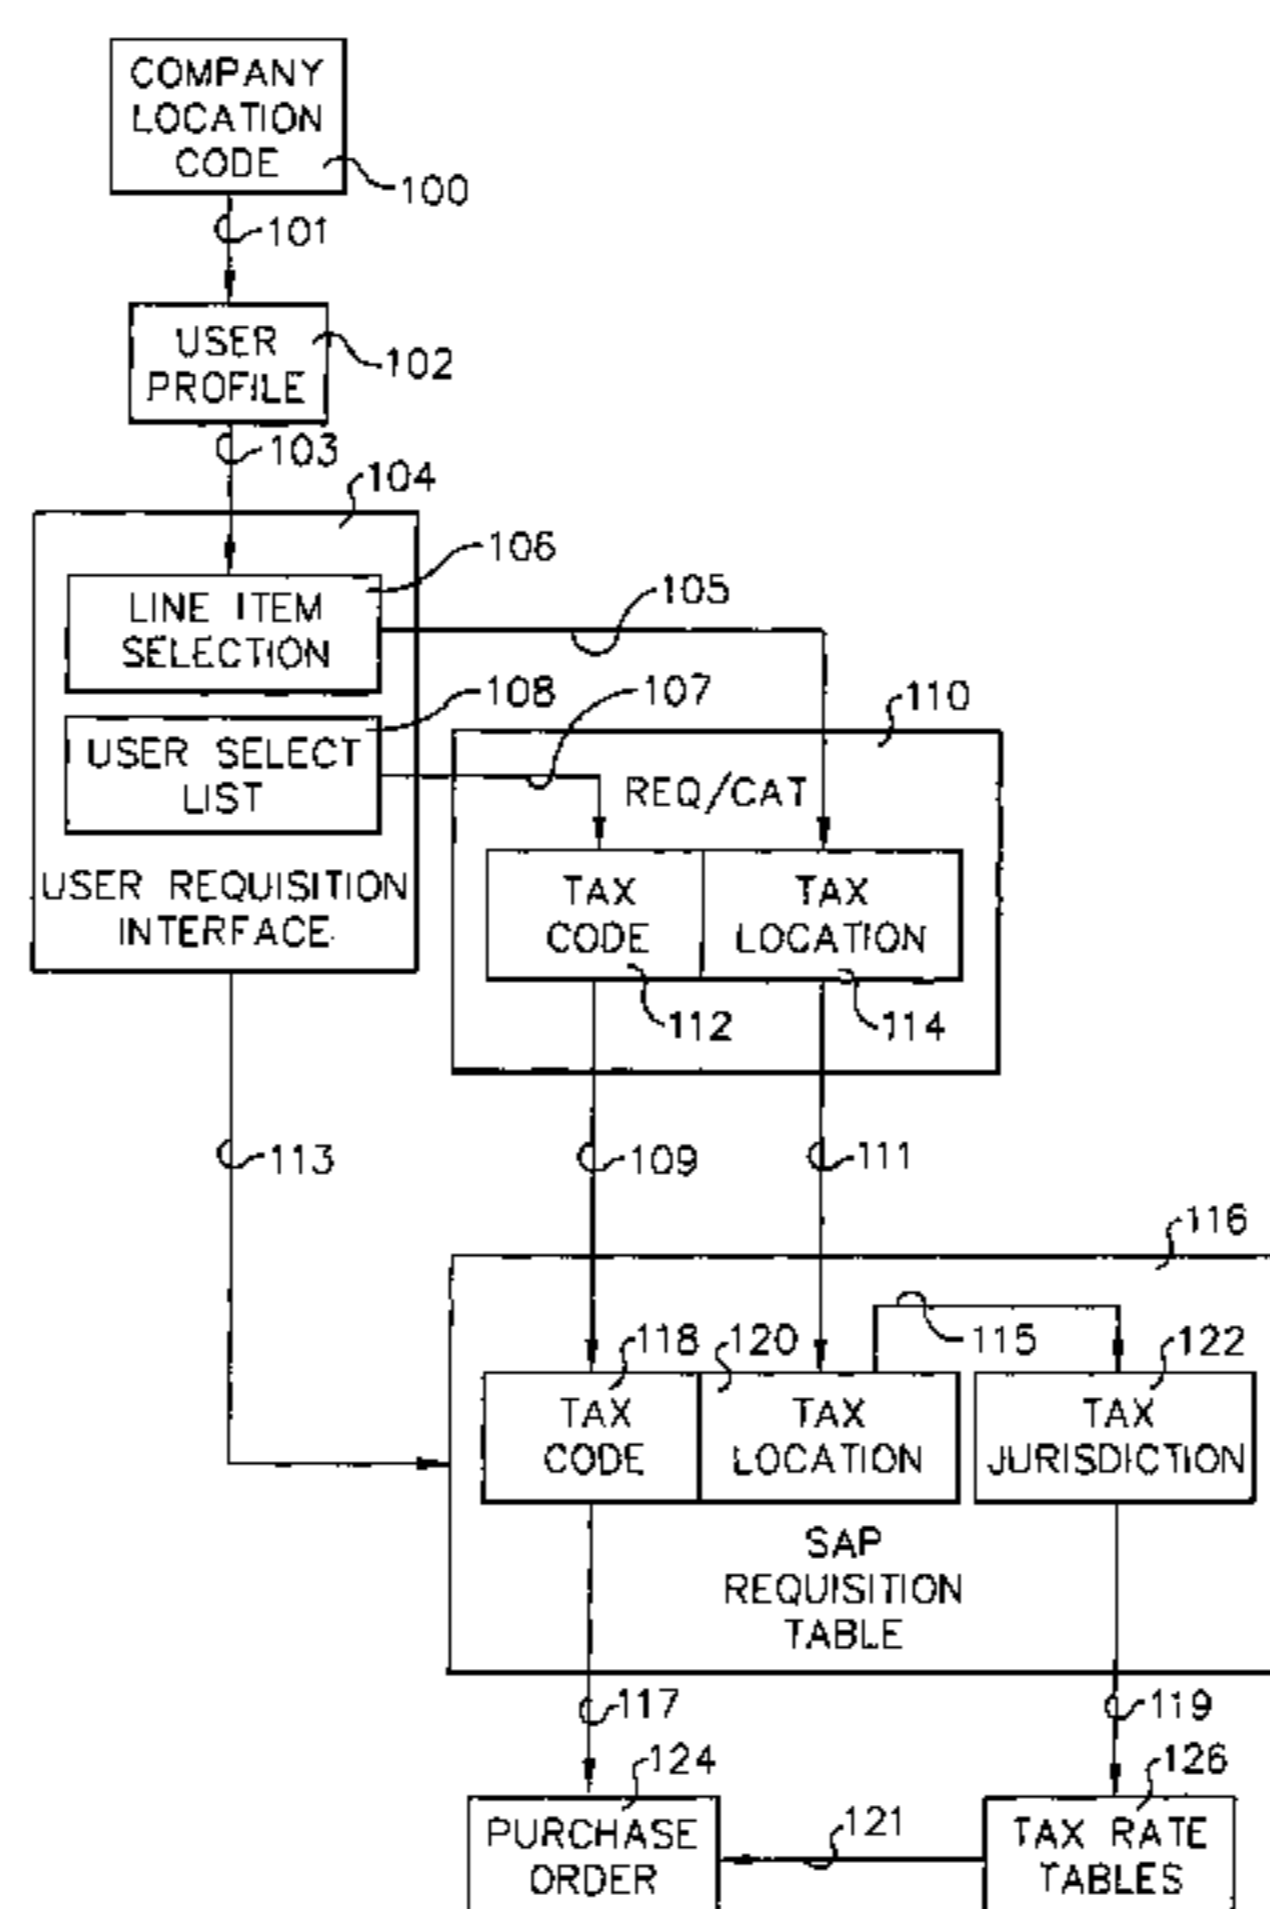 COMPANY
LOCATION
CODE
100
101
USER
PROFILE
102
103
104
106
LINE ITEM
SELECTION
105
108
107
USER SELECT
LIST
110
REQ/CAT
USER REQUISITION
INTERFACE
TAX
CODE
TAX
LOCATION
112
114
113
109
111
116
118
120
115
122
TAX
CODE
TAX
LOCATION
TAX
JURISDICTION
SAP
REQUISITION
TABLE
117
119
124
126
PURCHASE
ORDER
121
TAX RATE
TABLES